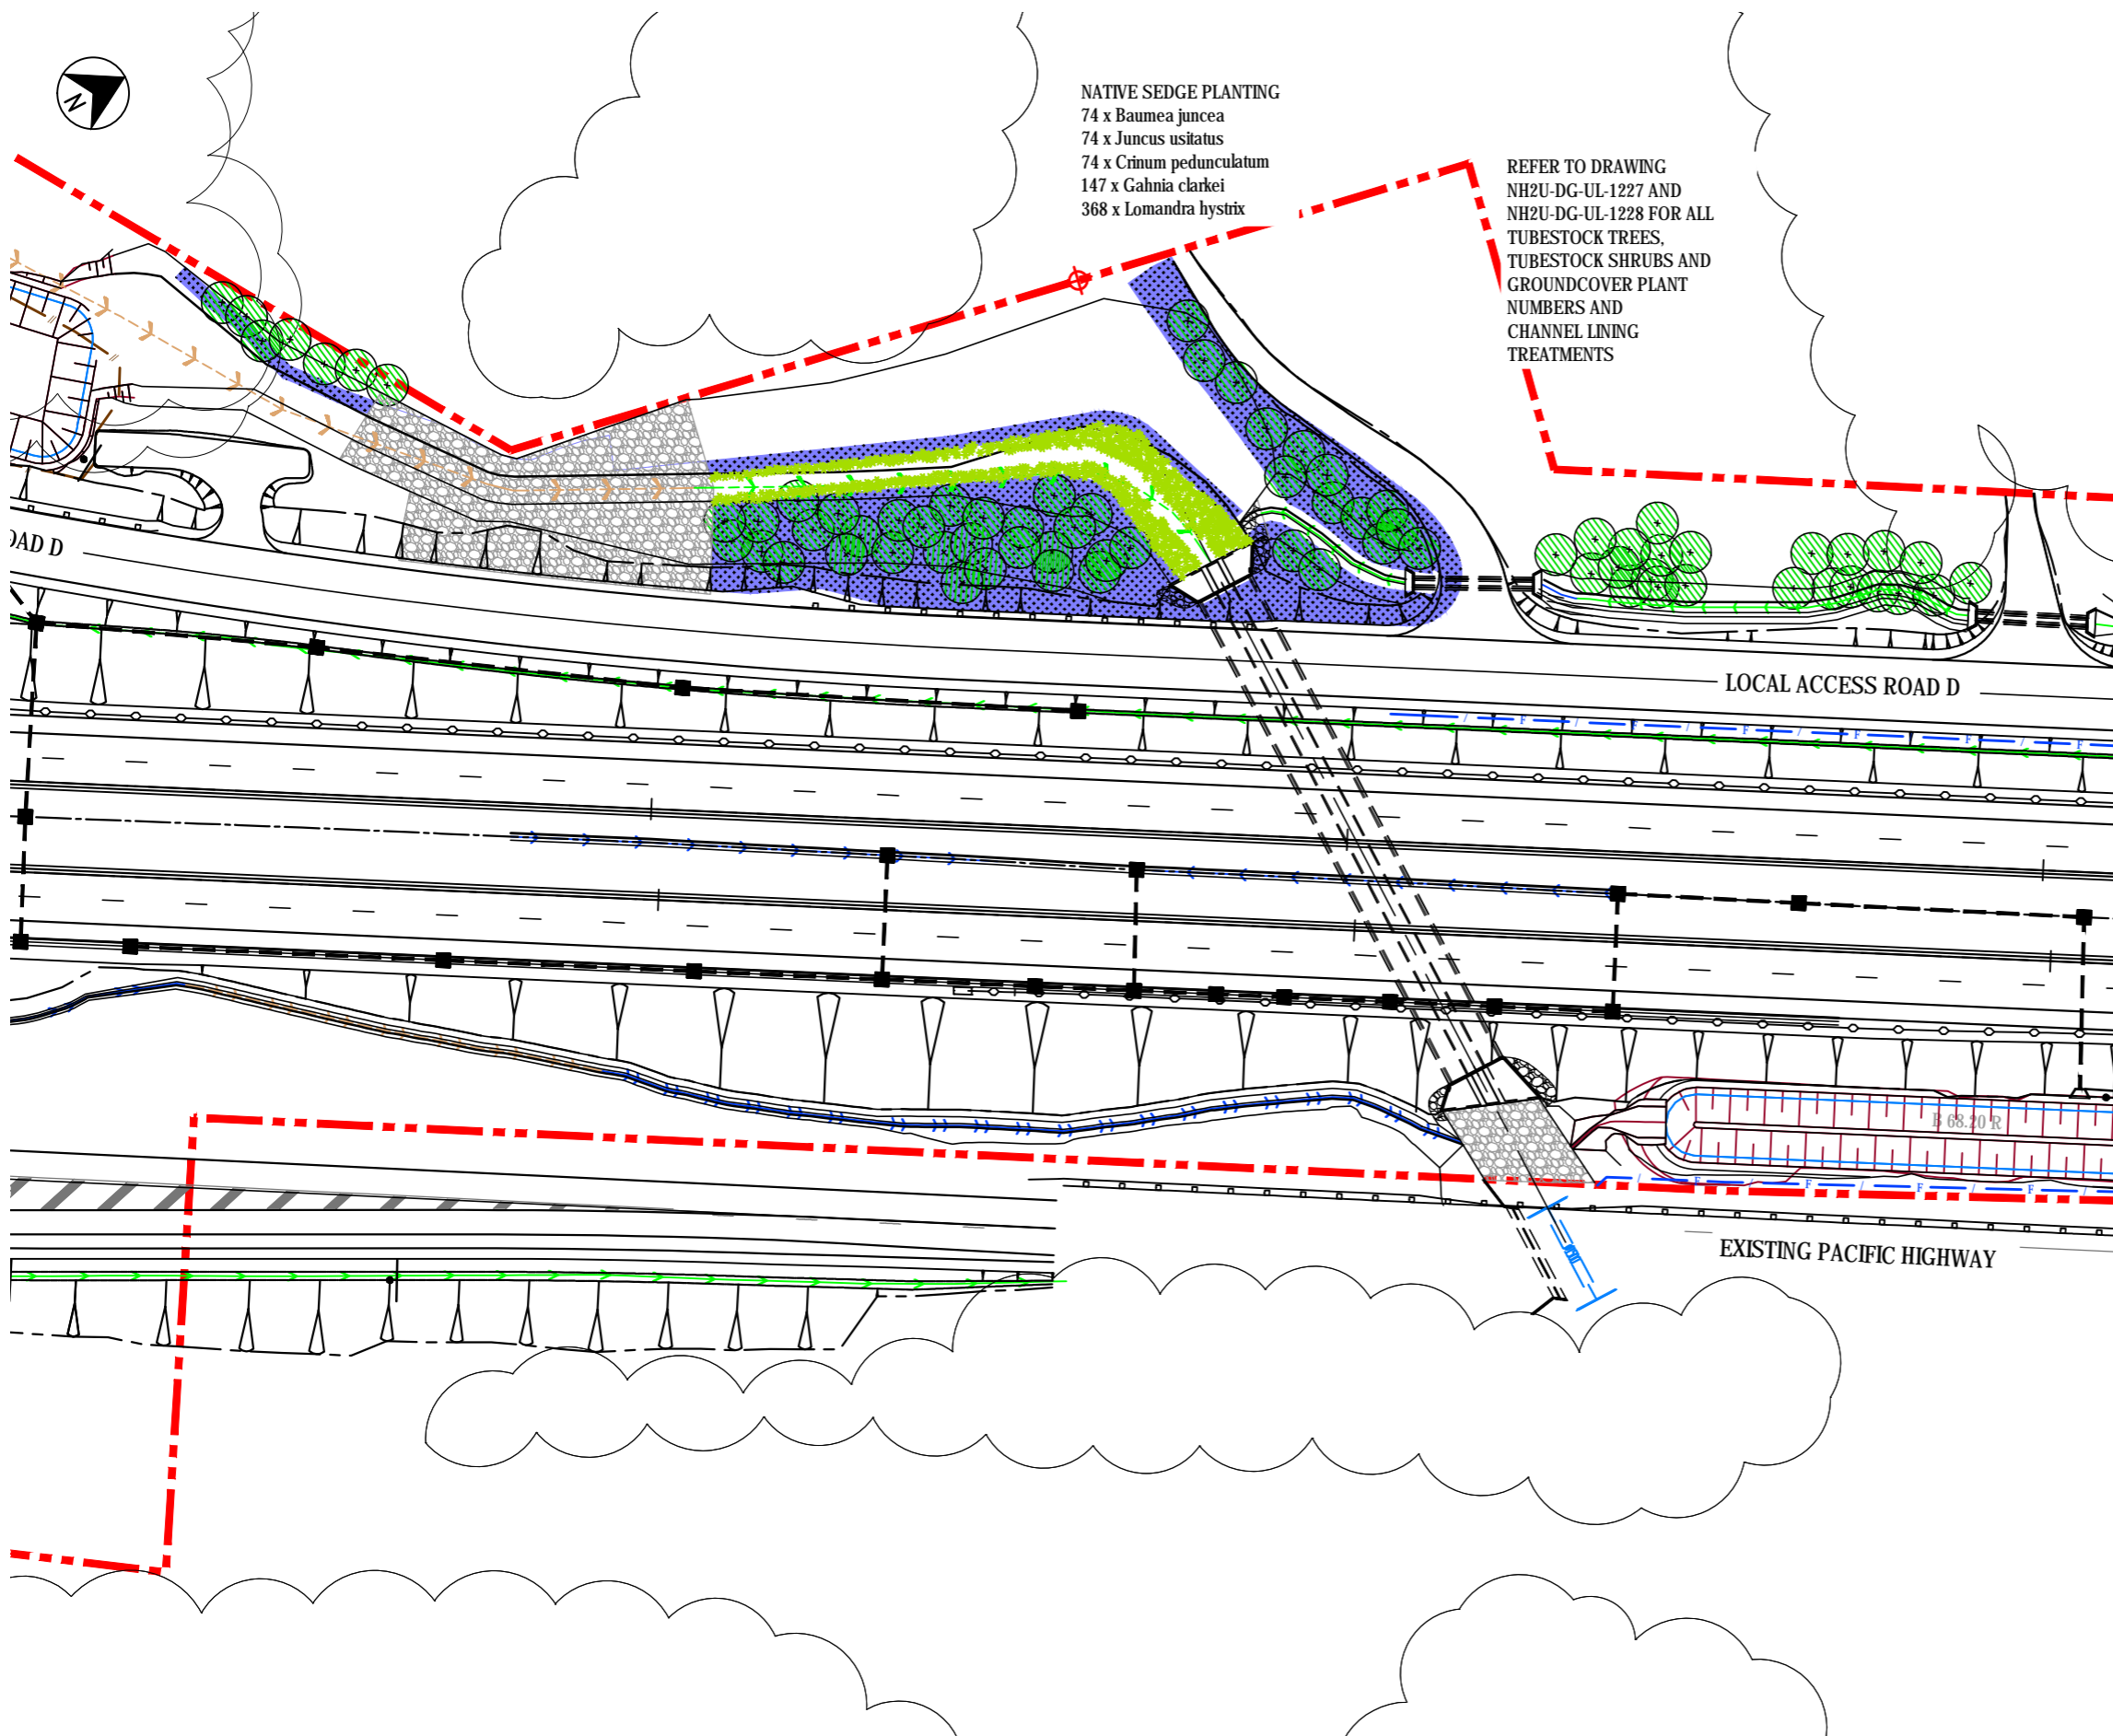 N
NATIVE SEDGE PLANTING
74 x Baumea juncea
74 x Juncus usitatus
74 x Crinum pedunculatum
147 x Gahnia clarkei
368 x Lomandra hystrix
REFER TO DRAWING
NH2U-DG-UL-1227 AND
NH2U-DG-UL-1228 FOR ALL
TUBESTOCK TREES,
TUBESTOCK SHRUBS AND
GROUNDCOVER PLANT
NUMBERS AND
CHANNEL LINING
TREATMENTS
OAD D
LOCAL ACCESS ROAD D
F F F F
B 68.20 R
F F F F
EXISTING PACIFIC HIGHWAY